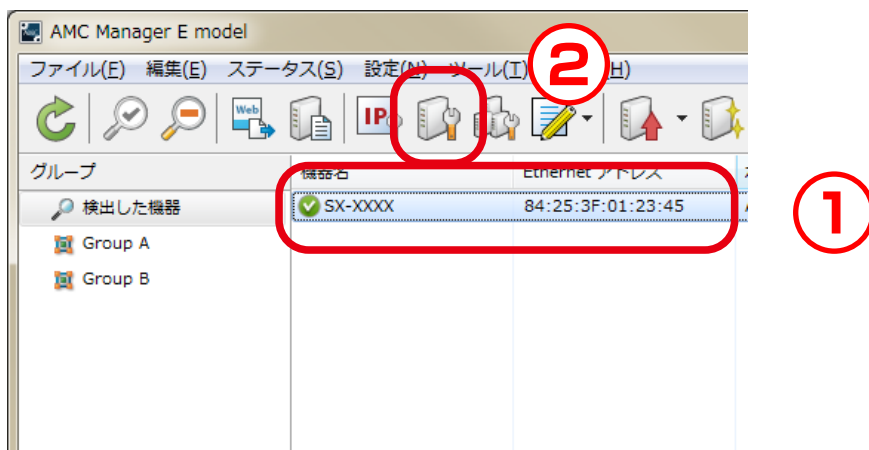 AMC Manager E model
ファイル(F) 編集(E) ステータス(S) 設定(N) ツール(T) (H)
②
Web IP
グループ 機器名 Ethernet アドレス
検出した機器 SX-XXXX 84:25:3F:01:23:45
①
Group A
Group B